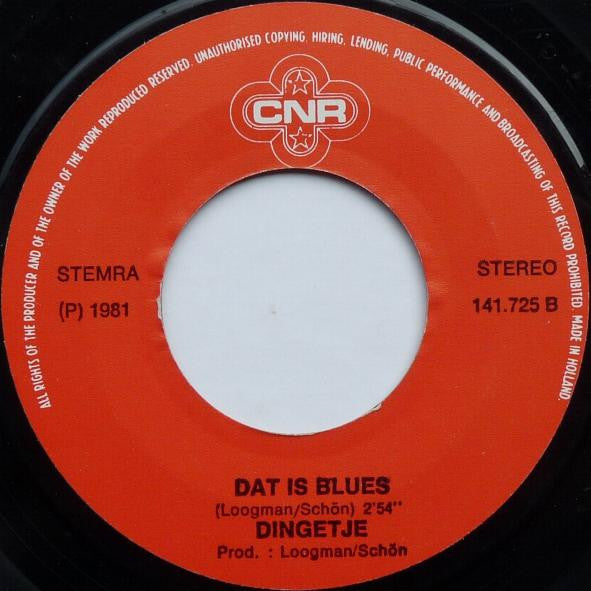 ALL RIGHTS OF THE PRODUCER AND OF THE OWNER OF THE WORK REPRODUCED RESERVED. UNAUTHORISED COPYING, HIRING, LENDING, PUBLIC PERFORMANCE AND BROADCASTING OF THIS RECORD PROHIBITED. MADE IN HOLLAND.
CNR
STEMRA
(P) 1981
STEREO
141.725 B
DAT IS BLUES
(Loogman/Schön) 2'54"
DINGETJE
Prod. : Loogman/Schön